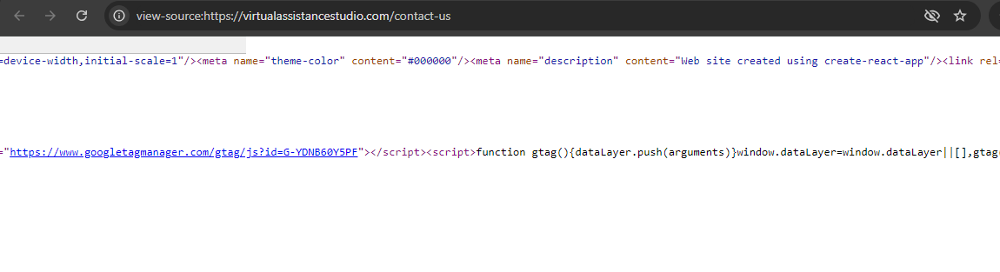 view-source:https://virtualassistancestudio.com/contact-us
=device-width,initial-scale=1"/><meta name="theme-color" content="#000000"/><meta name="description" content="Web site created using create-react-app"/><link rel=
="https://www.googletagmanager.com/gtag/js?id=G-YDNB60Y5PF"></script><script>function gtag(){dataLayer.push(arguments)}window.dataLayer=window.dataLayer||[],gtag(